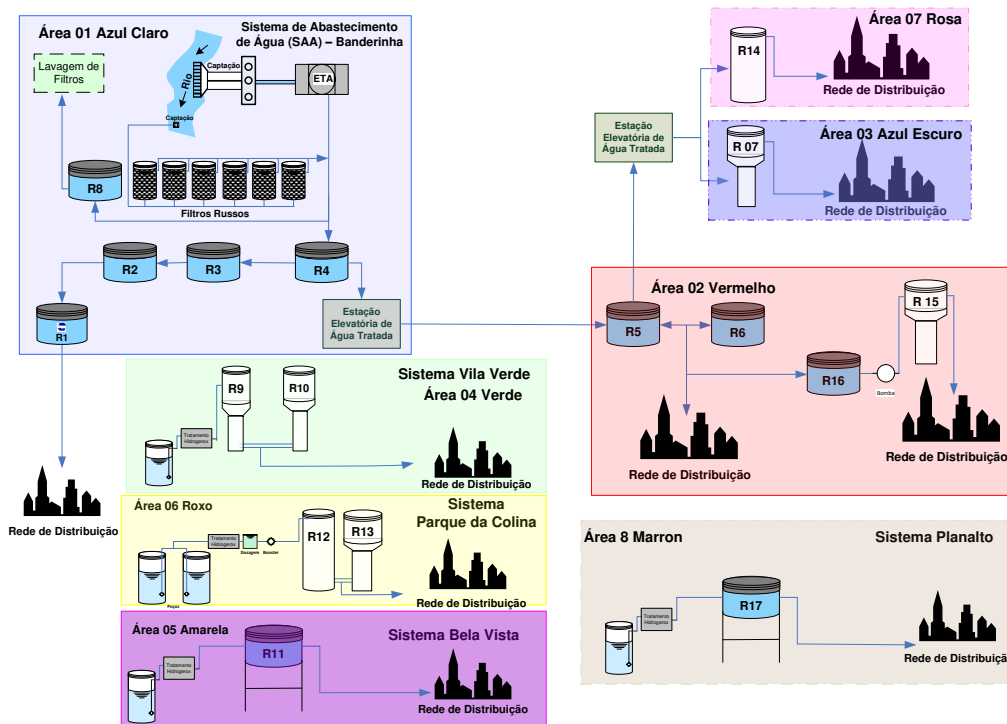 Área 01 Azul Claro
Sistema de Abastecimento
de Água (SAA) – Banderinha
Lavagem de
Filtros
Rio
Captação
ETA
Captação
R8
Filtros Russos
R2
R3
R4
R1
Estação
Elevatória de
Água Tratada
Rede de Distribuição
Área 07 Rosa
R14
Rede de Distribuição
Estação
Elevatória de
Água Tratada
Área 03 Azul Escuro
R 07
Rede de Distribuição
Área 02 Vermelho
R5
R6
R 15
R16
Bomba
Rede de Distribuição
Rede de Distribuição
Sistema Vila Verde
Área 04 Verde
R9
R10
Tratamento
Hidrogerox
Rede de Distribuição
Área 06 Roxo
Sistema
Parque da Colina
Tratamento
Hidrogerox
Dosagem
Booster
R12
R13
Poços
Rede de Distribuição
Área 05 Amarela
Sistema Bela Vista
Tratamento
Hidrogerox
R11
Rede de Distribuição
Área 8 Marron
Sistema Planalto
Tratamento
Hidrogerox
R17
Rede de Distribuiçã